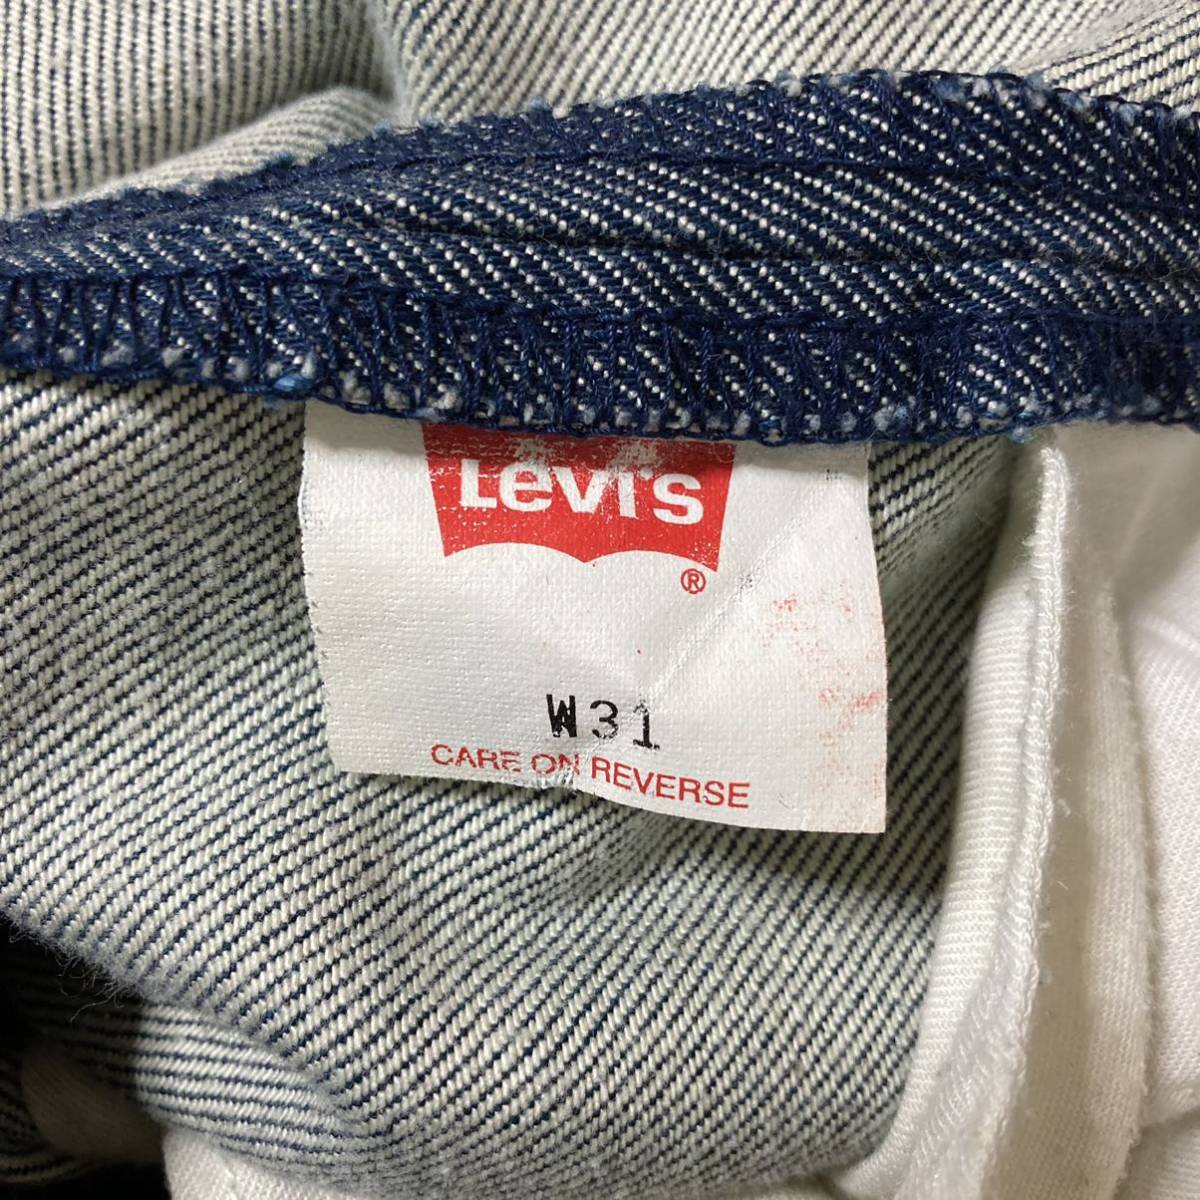 Levi's
®
W31
CARE ON REVERSE